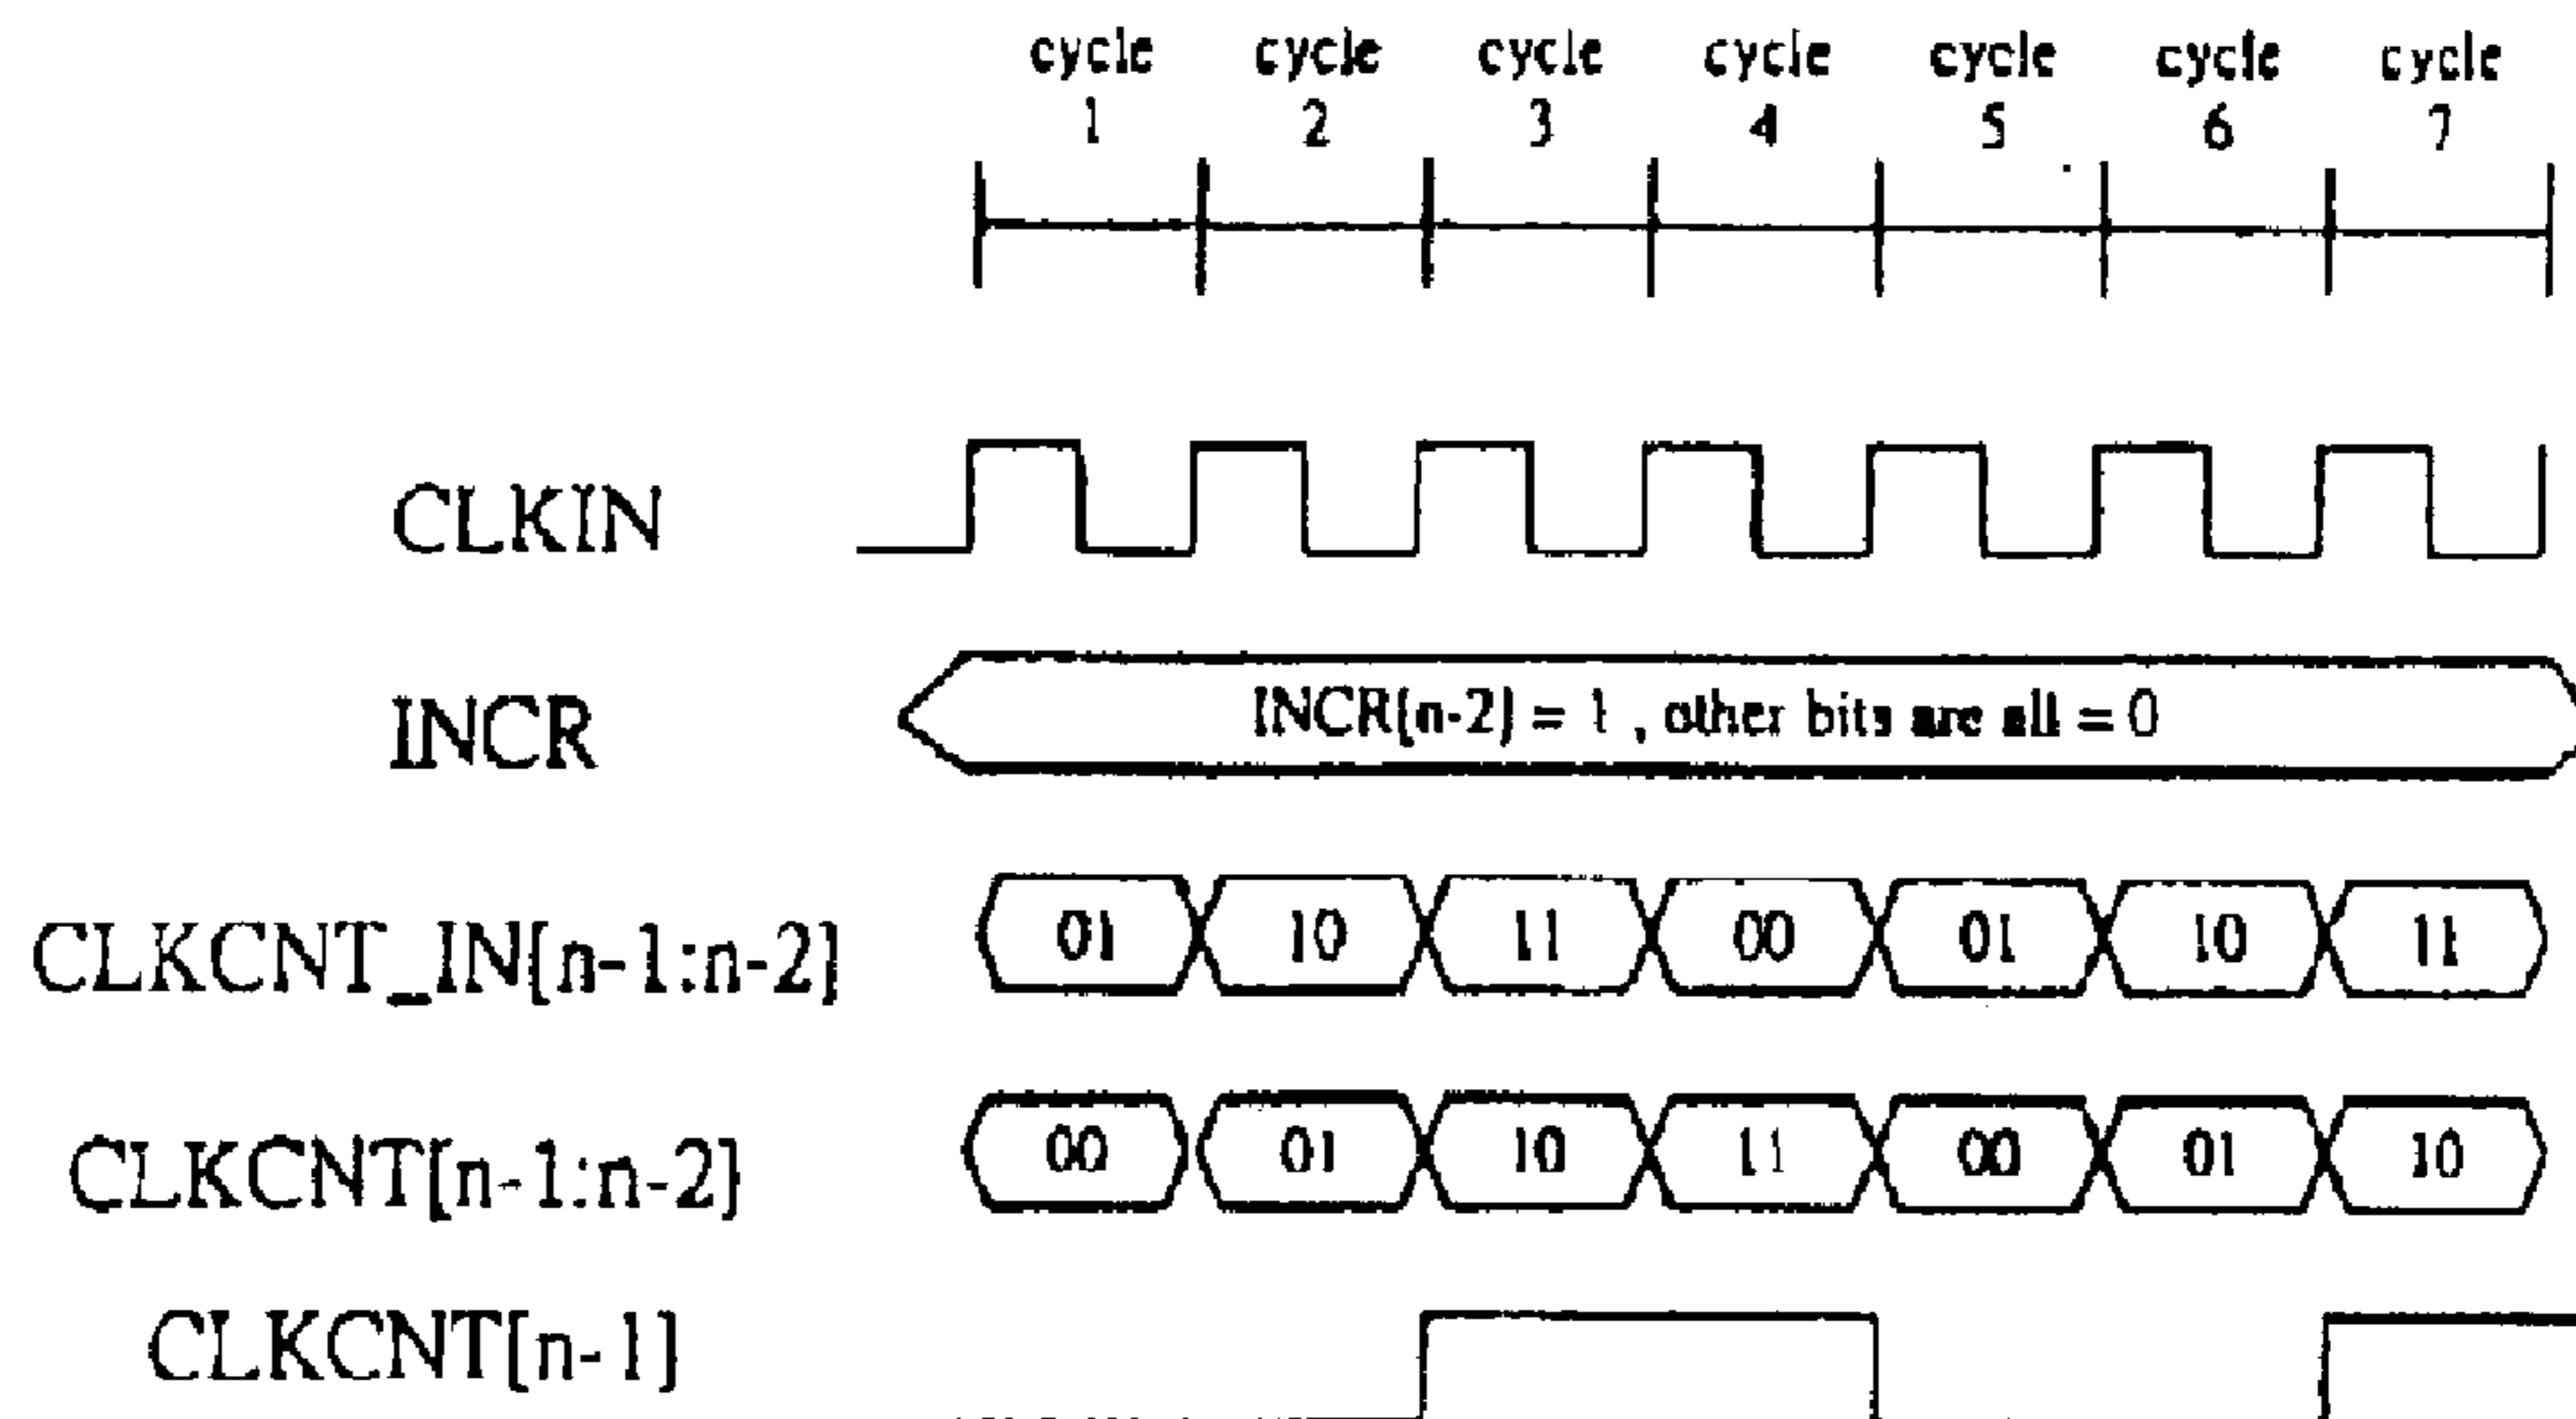 cycle cycle cycle cycle cycle cycle cycle
1 2 3 4 5 6 7
CLKIN
INCR INCR(n-2) = 1 , other bits are all = 0
CLKCNT_IN[n-1:n-2] 01 10 11 00 01 10 11
CLKCNT[n-1:n-2] 00 01 10 11 00 01 10
CLKCNT[n-1]